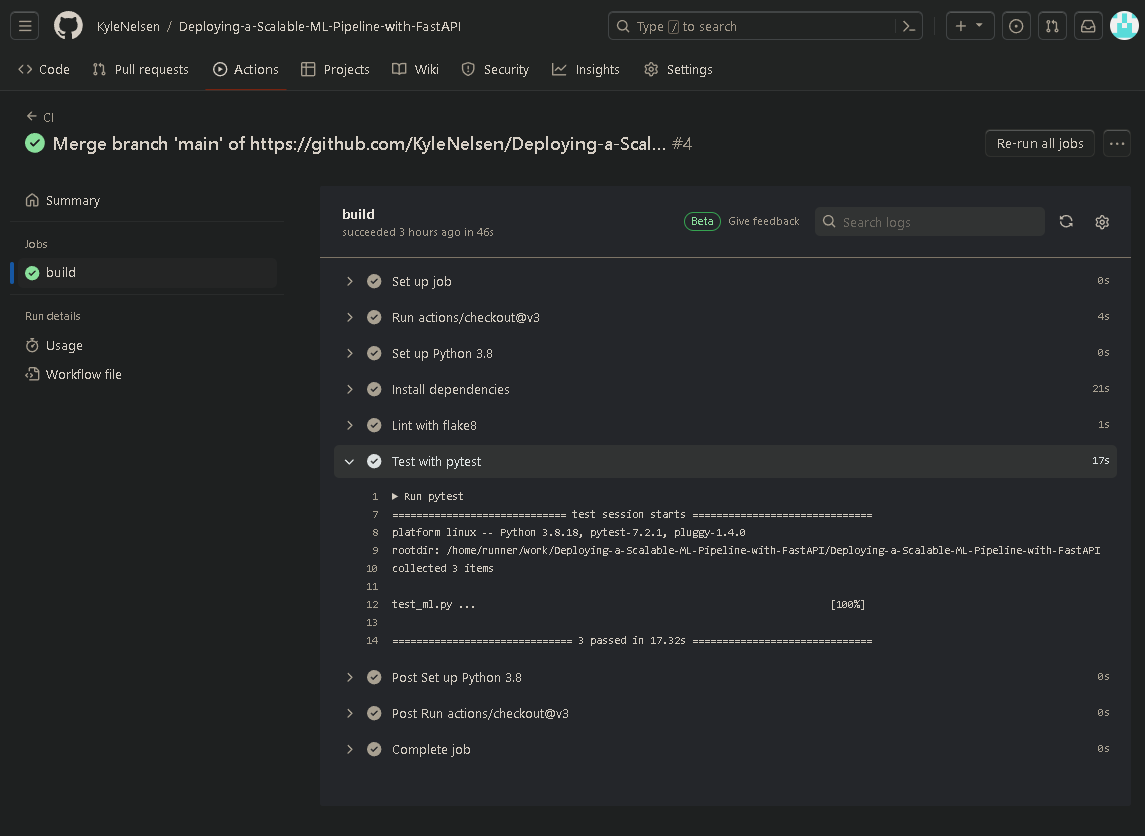 KyleNelsen / Deploying-a-Scalable-ML-Pipeline-with-FastAPI
Type / to search
Code
Pull requests
Actions
Projects
Wiki
Security
Insights
Settings
CI
Merge branch 'main' of https://github.com/KyleNelsen/Deploying-a-Scal... #4
Re-run all jobs
Summary
Jobs
build
Run details
Usage
Workflow file
build
succeeded 3 hours ago in 46s
Beta
Give feedback
Search logs
Set up job 0s
Run actions/checkout@v3 4s
Set up Python 3.8 0s
Install dependencies 21s
Lint with flake8 1s
Test with pytest 17s
1 ▶ Run pytest
7 ============================= test session starts ==============================
8 platform linux -- Python 3.8.18, pytest-7.2.1, pluggy-1.4.0
9 rootdir: /home/runner/work/Deploying-a-Scalable-ML-Pipeline-with-FastAPI/Deploying-a-Scalable-ML-Pipeline-with-FastAPI
10 collected 3 items
11
12 test_ml.py ... [100%]
13
14 ============================== 3 passed in 17.32s ==============================
Post Set up Python 3.8 0s
Post Run actions/checkout@v3 0s
Complete job 0s